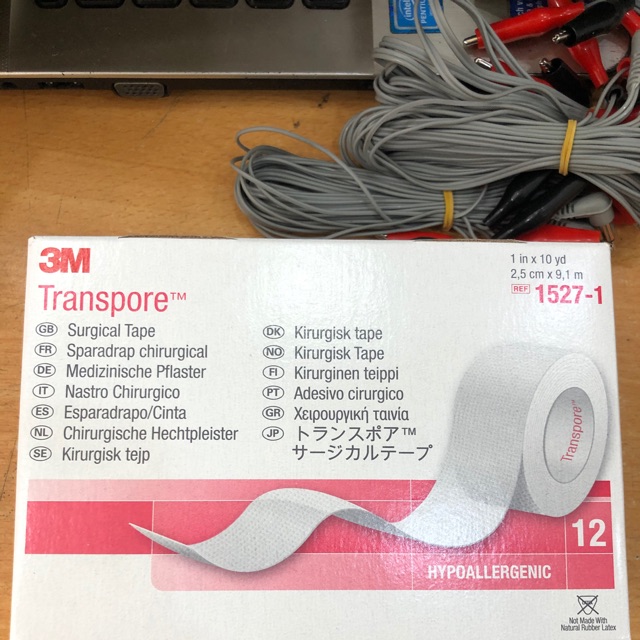 intel
PENTIUM
3M
Transpore™
1 in x 10 yd
2,5 cm x 9,1 m
REF 1527-1
GB Surgical Tape
FR Sparadrap chirurgical
DE Medizinische Pflaster
IT Nastro Chirurgico
ES Esparadrapo/Cinta
NL Chirurgische Hechtpleister
SE Kirurgisk tejp
DK Kirurgisk tape
NO Kirurgisk Tape
FI Kirurginen teippi
PT Adesivo cirurgico
GR Χειρουργική ταινία
JP トランスポア™
サージカルテープ
Transpore™
12
HYPOALLERGENIC
Not Made With
Natural Rubber Latex